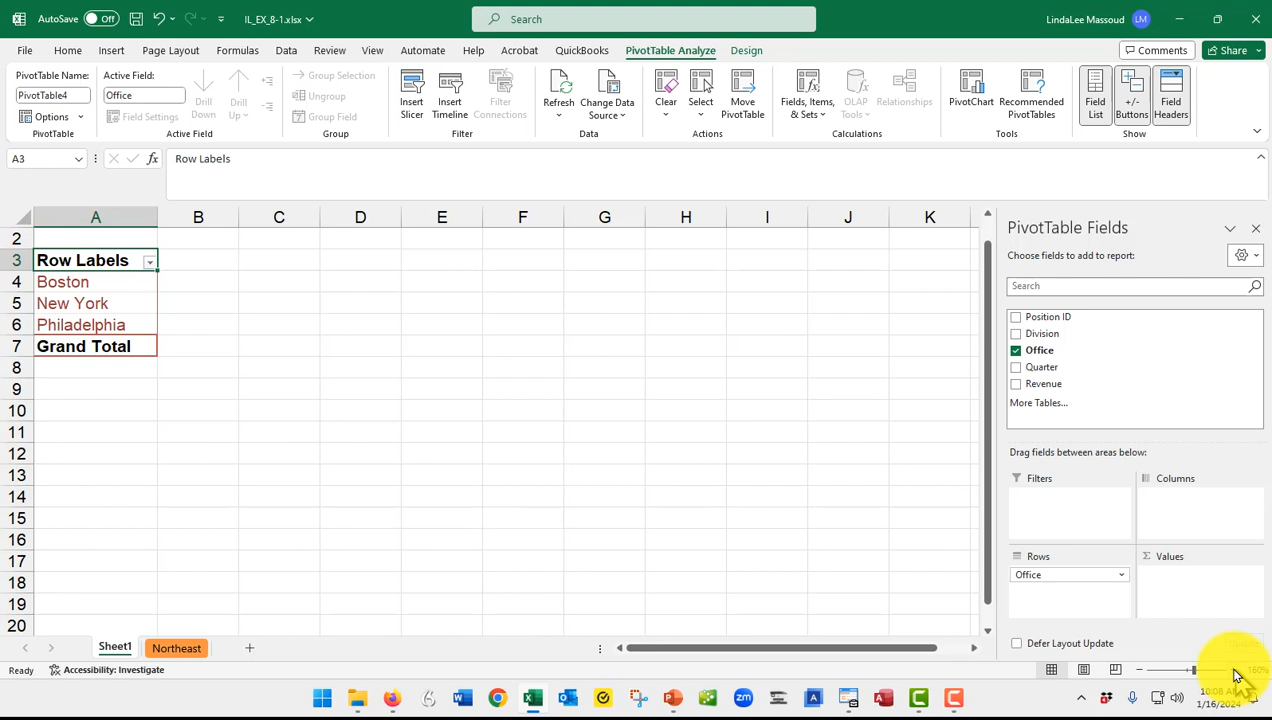 AutoSave Off IL_EX_8-1.xlsx Search LindaLee Massoud LM
File Home Insert Page Layout Formulas Data Review View Automate Help Acrobat QuickBooks PivotTable Analyze Design Comments Share
PivotTable Name:
PivotTable4
Options
PivotTable
Active Field:
Office
Field Settings
Drill Down
Drill Up
Active Field
Group Selection
Ungroup
Group Field
Group
Insert Slicer
Insert Timeline
Filter Connections
Filter
Refresh
Change Data Source
Data
Clear
Select
Move PivotTable
Actions
Fields, Items, & Sets
OLAP Tools
Relationships
Calculations
PivotChart
Recommended PivotTables
Tools
Field List
+/- Buttons
Field Headers
Show
A3 fx Row Labels
A B C D E F G H I J K
2
3 Row Labels
4 Boston
5 New York
6 Philadelphia
7 Grand Total
8
9
10
11
12
13
14
15
16
17
18
19
20
PivotTable Fields
Choose fields to add to report:
Search
Position ID
Division
Office
Quarter
Revenue
More Tables...
Drag fields between areas below:
Filters Columns
Rows Σ Values
Office
Defer Layout Update
Sheet1 Northeast
Ready Accessibility: Investigate 160%
zm
10:08 AM
1/16/2024